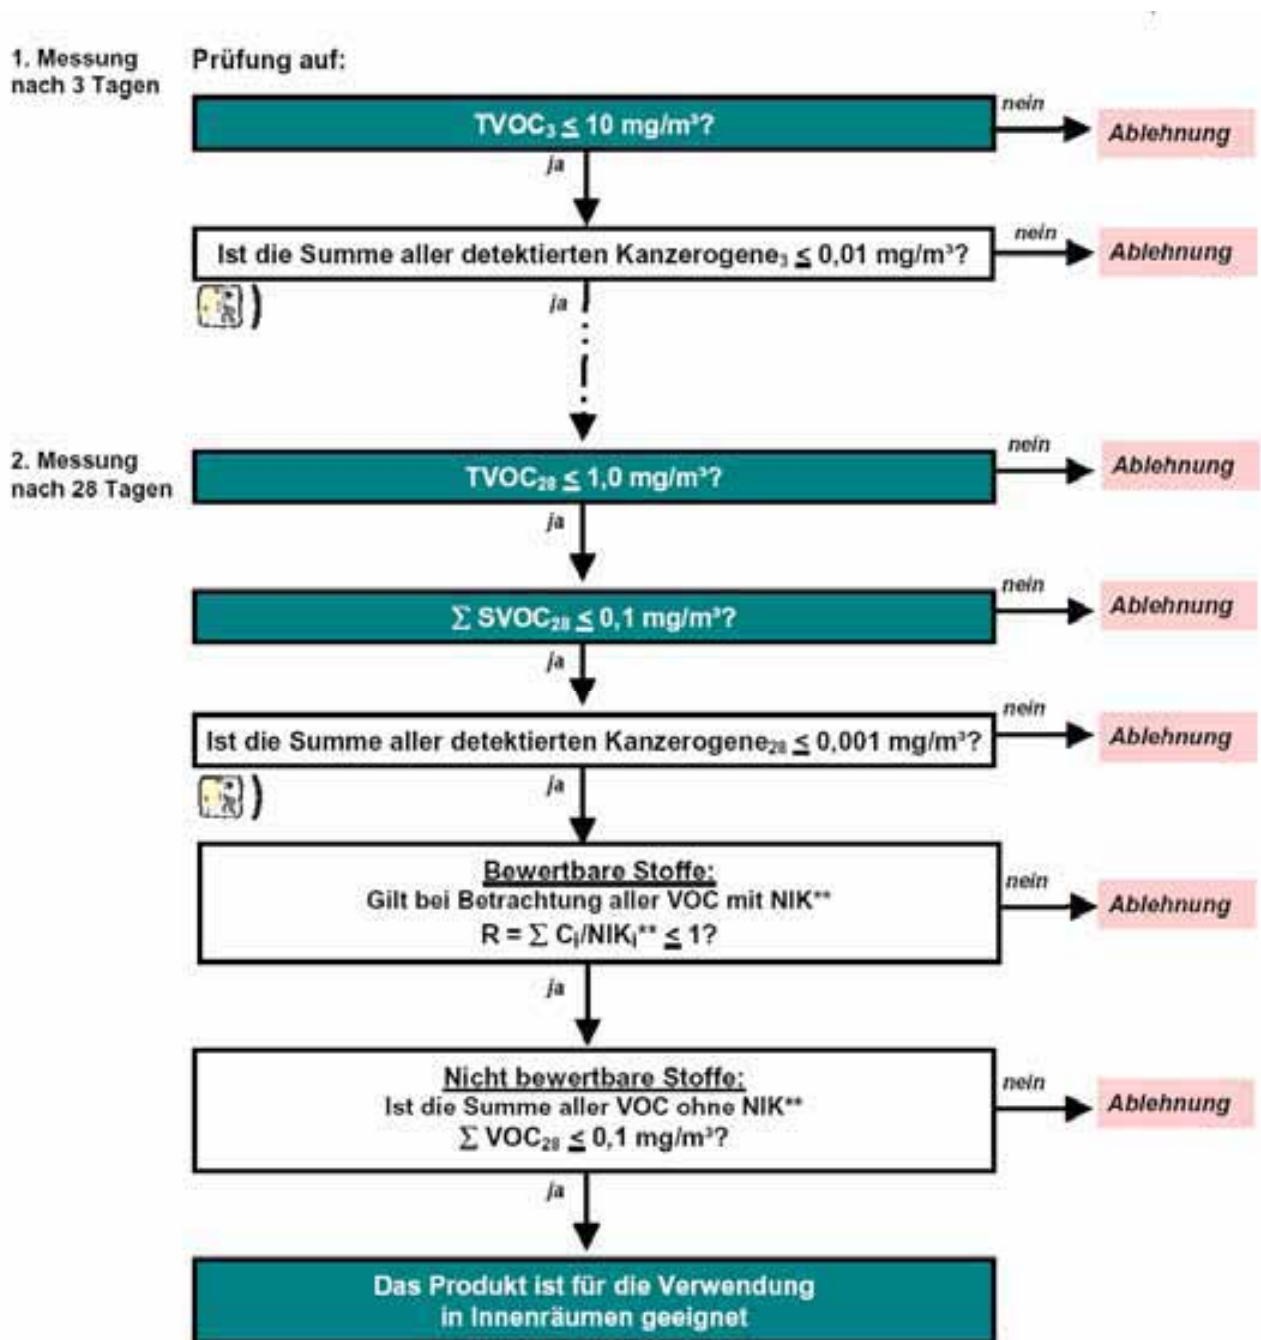 1. Messung
nach 3 Tagen
Prüfung auf:
TVOC₃ ≤ 10 mg/m³?
nein
Ablehnung
ja
Ist die Summe aller detektierten Kanzerogene₃ ≤ 0,01 mg/m³?
nein
Ablehnung
)
ja
2. Messung
nach 28 Tagen
TVOC₂₈ ≤ 1,0 mg/m³?
nein
Ablehnung
ja
∑ SVOC₂₈ ≤ 0,1 mg/m³?
nein
Ablehnung
ja
Ist die Summe aller detektierten Kanzerogene₂₈ ≤ 0,001 mg/m³?
nein
Ablehnung
)
ja
Bewertbare Stoffe:
Gilt bei Betrachtung aller VOC mit NIK**
R = ∑ Cᵢ/NIKᵢ** ≤ 1?
nein
Ablehnung
ja
Nicht bewertbare Stoffe:
Ist die Summe aller VOC ohne NIK**
∑ VOC₂₈ ≤ 0,1 mg/m³?
nein
Ablehnung
ja
Das Produkt ist für die Verwendung
in Innenräumen geeignet